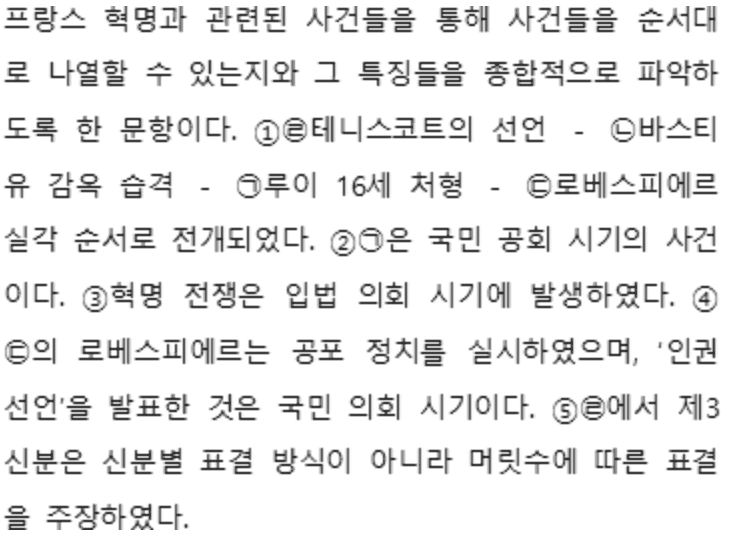 프랑스 혁명과 관련된 사건들을 통해 사건들을 순서대
로 나열할 수 있는지와 그 특징들을 종합적으로 파악하
도록 한 문항이다. ①㉣테니스코트의 선언 - ㉡바스티
유 감옥 습격 - ㉠루이 16세 처형 - ㉢로베스피에르
실각 순서로 전개되었다. ②㉠은 국민 공회 시기의 사건
이다. ③혁명 전쟁은 입법 의회 시기에 발생하였다. ④
㉢의 로베스피에르는 공포 정치를 실시하였으며, '인권
선언'을 발표한 것은 국민 의회 시기이다. ⑤㉣에서 제3
신분은 신분별 표결 방식이 아니라 머릿수에 따른 표결
을 주장하였다.